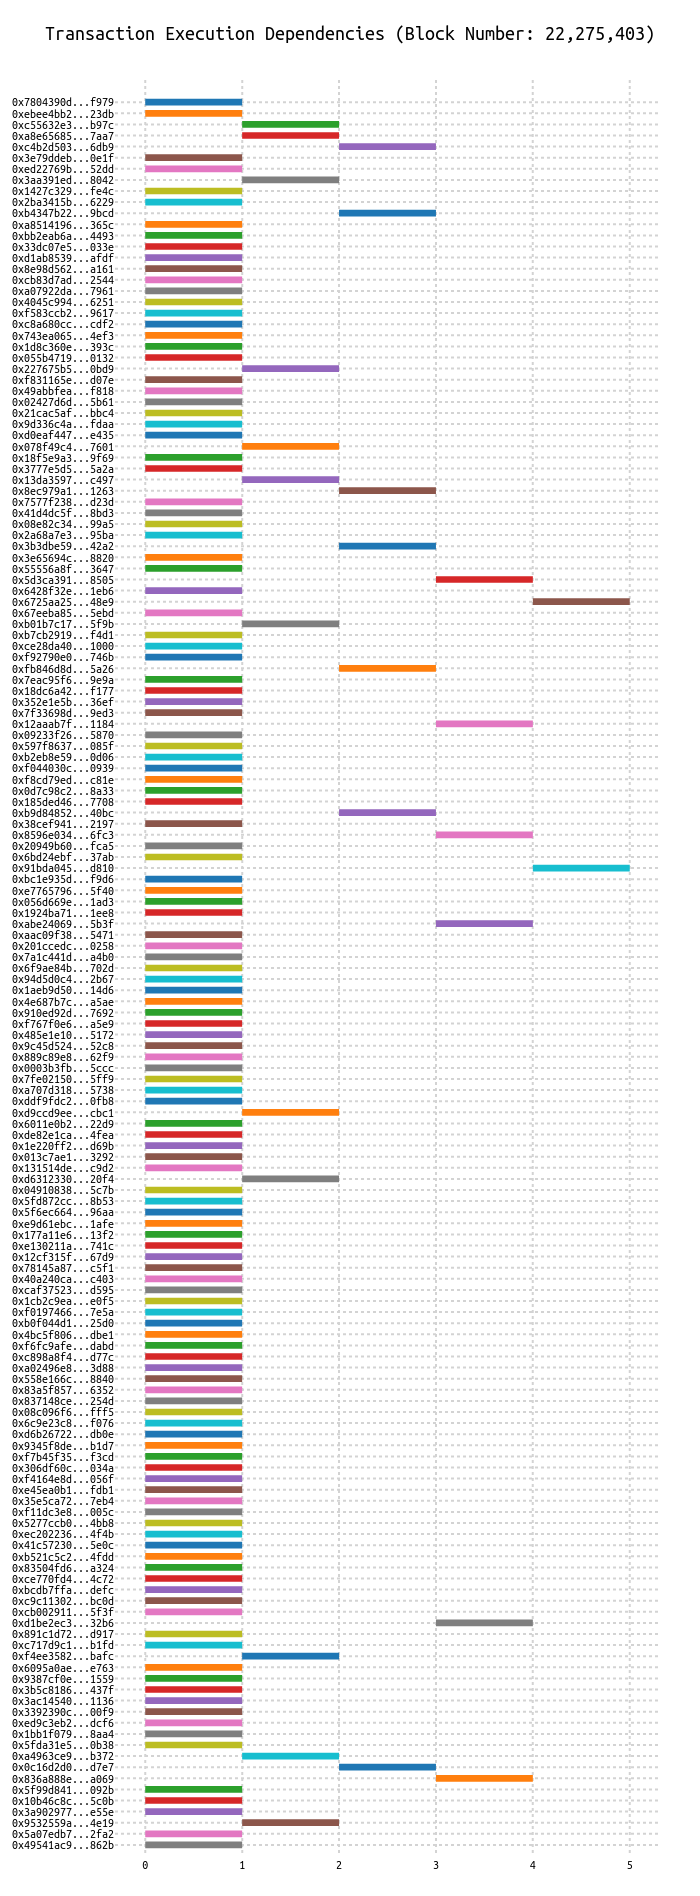 Transaction Execution Dependencies (Block Number: 22,275,403)
0x7804390d...f979
0xebee4bb2...23db
0xc55632e3...b97c
0xa8e65685...7aa7
0xc4b2d503...6db9
0x3e79ddeb...0e1f
0xed22769b...52dd
0x3aa391ed...8042
0x1427c329...fe4c
0x2ba3415b...6229
0xb4347b22...9bcd
0xa8514196...365c
0xbb2eab6a...4493
0x33dc07e5...033e
0xd1ab8539...afdf
0x8e98d562...a161
0xcb83d7ad...2544
0xa07922da...7961
0x4045c994...6251
0xf583ccb2...9617
0xc8a680cc...cdf2
0x743ea065...4ef3
0x1d8c360e...393c
0x055b4719...0132
0x227675b5...0bd9
0xf831165e...d07e
0x49abbfea...f818
0x02427d6d...5b61
0x21cac5af...bbc4
0x9d336c4a...fdaa
0xd0eaf447...e435
0x078f49c4...7601
0x18f5e9a3...9f69
0x3777e5d5...5a2a
0x13da3597...c497
0x8ec979a1...1263
0x7577f238...d23d
0x41d4dc5f...8bd3
0x08e82c34...99a5
0x2a68a7e3...95ba
0x3b3dbe59...42a2
0x3e65694c...8820
0x55556a8f...3647
0x5d3ca391...8505
0x6428f32e...1eb6
0x6725aa25...48e9
0x67eeba85...5ebd
0xb01b7c17...5f9b
0xb7cb2919...f4d1
0xce28da40...1000
0xf92790e0...746b
0xfb846d8d...5a26
0x7eac95f6...9e9a
0x18dc6a42...f177
0x352e1e5b...36ef
0x7f33698d...9ed3
0x12aaab7f...1184
0x09233f26...5870
0x597f8637...085f
0xb2eb8e59...0d06
0xf044030c...0939
0xf8cd79ed...c81e
0x0d7c98c2...8a33
0x185ded46...7708
0xb9d84852...40bc
0x38cef941...2197
0x8596e034...6fc3
0x20949b60...fca5
0x6bd24ebf...37ab
0x91bda045...d810
0xbc1e935d...f9d6
0xe7765796...5f40
0x056d669e...1ad3
0x1924ba71...1ee8
0xabe24069...5b3f
0xaac09f38...5471
0x201ccedc...0258
0x7a1c441d...a4b0
0x6f9ae84b...702d
0x94d5d0c4...2b67
0x1aeb9d50...14d6
0x4e687b7c...a5ae
0x910ed92d...7692
0xf767f0e6...a5e9
0x485e1e10...5172
0x9c45d524...52c8
0x889c89e8...62f9
0x0003b3fb...5ccc
0x7fe02150...5ff9
0xa707d318...5738
0xddf9fdc2...0fb8
0xd9ccd9ee...cbc1
0x6011e0b2...22d9
0xde82e1ca...4fea
0x1e220ff2...d69b
0x013c7ae1...3292
0x131514de...c9d2
0xd6312330...20f4
0x04910838...5c7b
0x5fd872cc...8b53
0x5f6ec664...96aa
0xe9d61ebc...1afe
0x177a11e6...13f2
0xe130211a...741c
0x12cf315f...67d9
0x78145a87...c5f1
0x40a240ca...c403
0xcaf37523...d595
0x1cb2c9ea...e0f5
0xf0197466...7e5a
0xb0f044d1...25d0
0x4bc5f806...dbe1
0xf6fc9afe...dabd
0xc898a8f4...d77c
0xa02496e8...3d88
0x558e166c...8840
0x83a5f857...6352
0x837148ce...254d
0x08c096f6...fff5
0x6c9e23c8...f076
0xd6b26722...db0e
0x9345f8de...b1d7
0xf7b45f35...f3cd
0x306df60c...034a
0xf4164e8d...056f
0xe45ea0b1...fdb1
0x35e5ca72...7eb4
0xf11dc3e8...005c
0x5277ccb0...4bb8
0xec202236...4f4b
0x41c57230...5e0c
0xb521c5c2...4fdd
0x83504fd6...a324
0xce770fd4...4c72
0xbcdb7ffa...defc
0xc9c11302...bc0d
0xcb002911...5f3f
0xd1be2ec3...32b6
0x891c1d72...d917
0xc717d9c1...b1fd
0xf4ee3582...bafc
0x6095a0ae...e763
0x9387cf0e...1559
0x3b5c8186...437f
0x3ac14540...1136
0x3392390c...00f9
0xed9c3eb2...dcf6
0x1bb1f079...8aa4
0x5fda31e5...0b38
0xa4963ce9...b372
0x0c16d2d0...d7e7
0x836a888e...a069
0x5f99d841...092b
0x10b46c8c...5c0b
0x3a902977...e55e
0x9532559a...4e19
0x5a07edb7...2fa2
0x49541ac9...862b
0 1 2 3 4 5